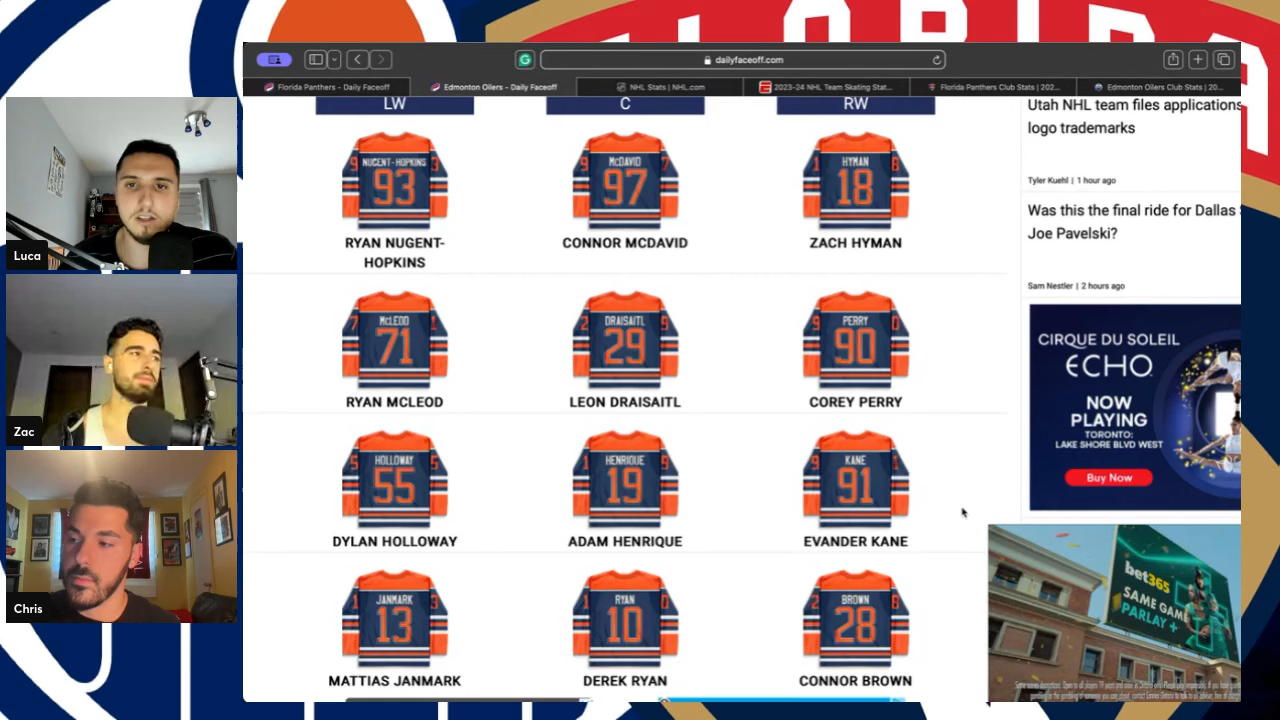 FLORIDA
dailyfaceoff.com
Florida Panthers - Daily Faceoff
Edmonton Oilers - Daily Faceoff
NHL Stats | NHL.com
2023-24 NHL Team Skating Stat...
Florida Panthers Club Stats | 202...
Edmonton Oilers Club Stats | 20...
LW
C
RW
NUGENT-HOPKINS
93
RYAN NUGENT-
HOPKINS
McDAVID
97
CONNOR MCDAVID
HYMAN
18
ZACH HYMAN
McLEOD
71
RYAN MCLEOD
DRAISAITL
29
LEON DRAISAITL
PERRY
90
COREY PERRY
HOLLOWAY
55
DYLAN HOLLOWAY
HENRIQUE
19
ADAM HENRIQUE
KANE
91
EVANDER KANE
JANMARK
13
MATTIAS JANMARK
RYAN
10
DEREK RYAN
BROWN
28
CONNOR BROWN
Utah NHL team files applications
logo trademarks
Tyler Kuehl | 1 hour ago
Was this the final ride for Dallas
Joe Pavelski?
Sam Nestler | 2 hours ago
CIRQUE DU SOLEIL
ECHO
NOW
PLAYING
TORONTO:
LAKE SHORE BLVD WEST
Buy Now
bet365
SAME GAME
PARLAY +
Luca
Zac
Chris